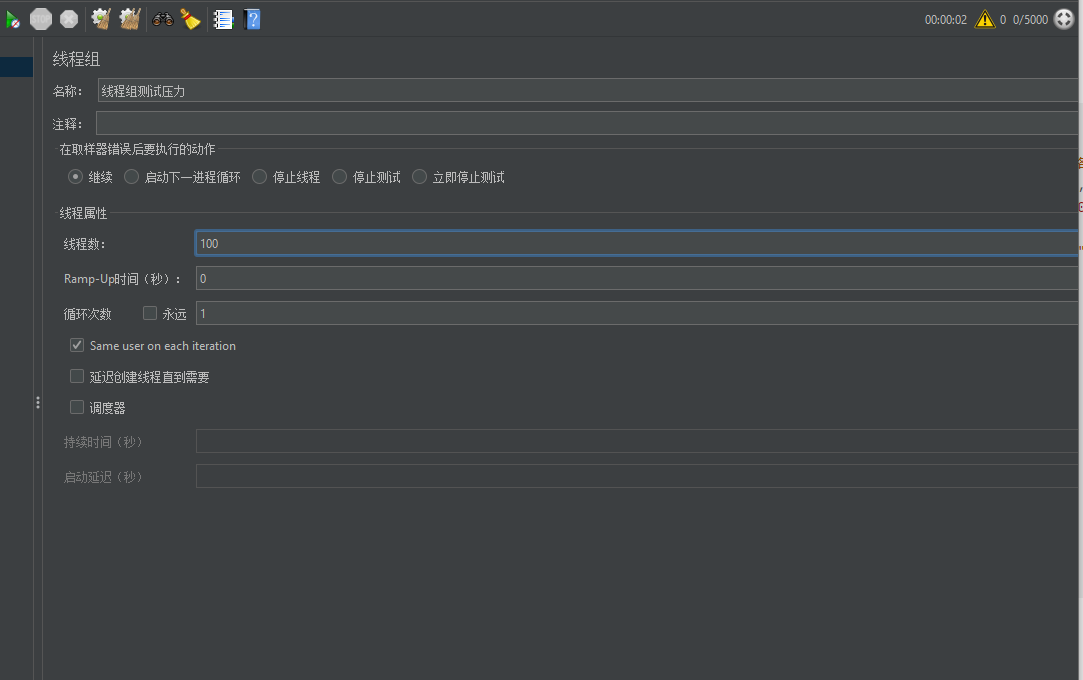 STOP
?
00:00:02 0 0/5000
线程组
名称： 线程组测试压力
注释：
在取样器错误后要执行的动作
继续 启动下一进程循环 停止线程 停止测试 立即停止测试
线程属性
线程数： 100
Ramp-Up时间（秒）： 0
循环次数 永远 1
Same user on each iteration
延迟创建线程直到需要
调度器
持续时间（秒）
启动延迟（秒）